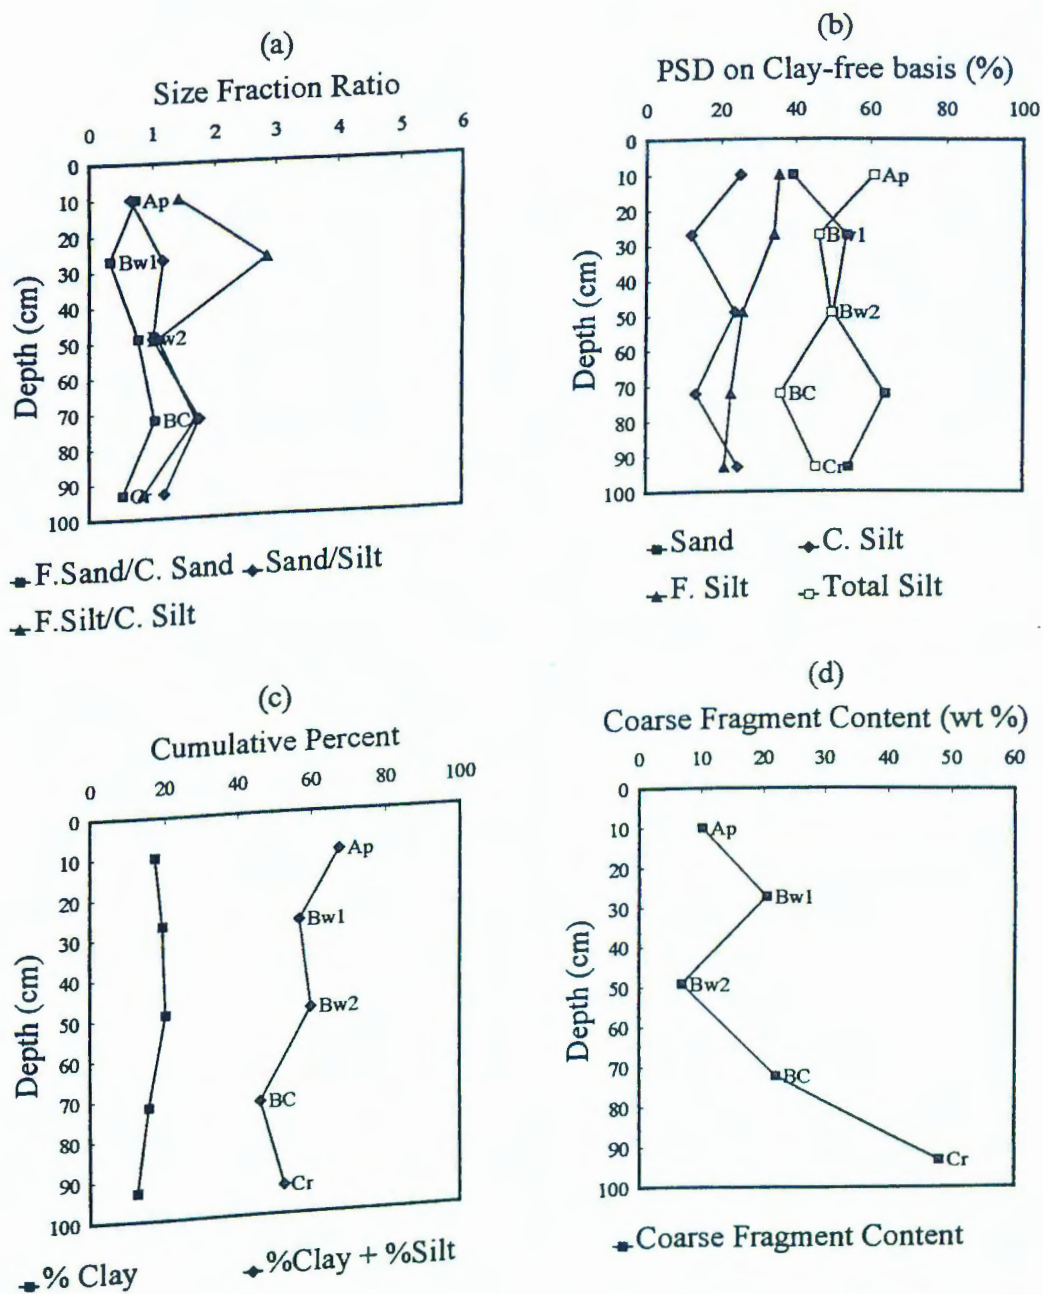 (a)
Size Fraction Ratio
0 1 2 3 4 5 6
Depth (cm)
0
10
20
30
40
50
60
70
80
90
100
Ap
Bw1
Bw2
BC
Cr
F.Sand/C. Sand Sand/Silt
F.Silt/C. Silt
(b)
PSD on Clay-free basis (%)
0 20 40 60 80 100
Depth (cm)
0
10
20
30
40
50
60
70
80
90
100
Ap
Bw1
Bw2
BC
Cr
Sand C. Silt
F. Silt Total Silt
(c)
Cumulative Percent
0 20 40 60 80 100
Depth (cm)
0
10
20
30
40
50
60
70
80
90
100
Ap
Bw1
Bw2
BC
Cr
% Clay %Clay + %Silt
(d)
Coarse Fragment Content (wt %)
0 10 20 30 40 50 60
Depth (cm)
0
10
20
30
40
50
60
70
80
90
100
Ap
Bw1
Bw2
BC
Cr
Coarse Fragment Content